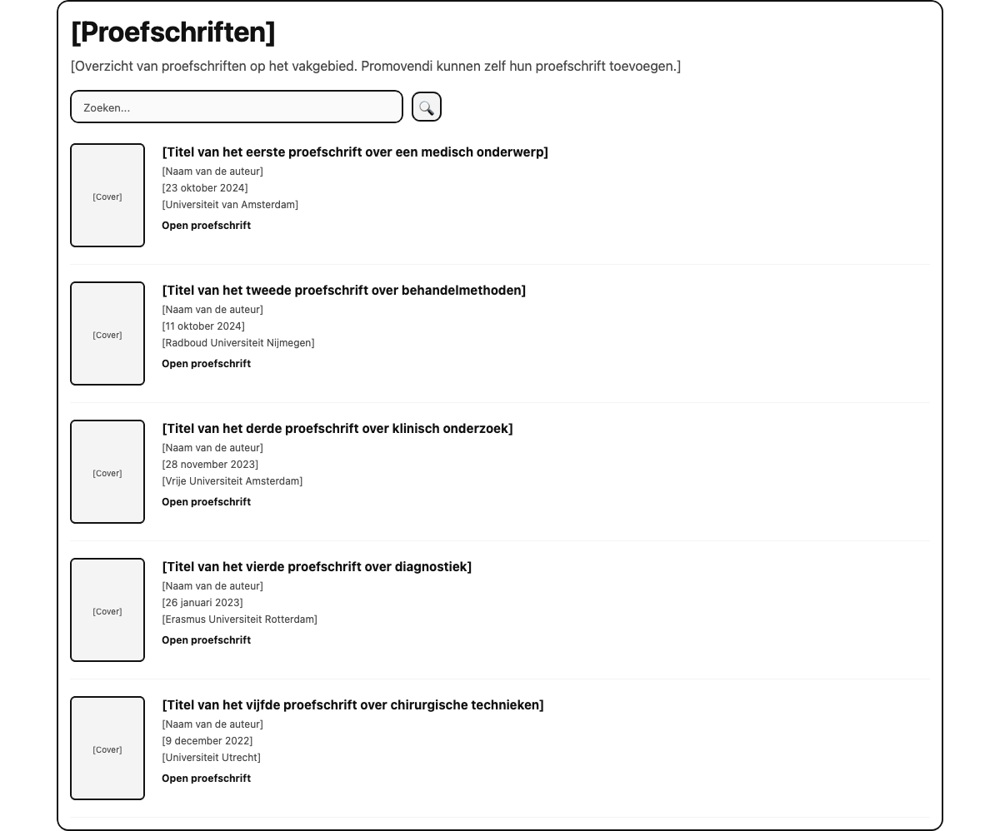 [Proefschriften]
[Overzicht van proefschriften op het vakgebied. Promovendi kunnen zelf hun proefschrift toevoegen.]
Zoeken...
[Cover]
[Titel van het eerste proefschrift over een medisch onderwerp]
[Naam van de auteur]
[23 oktober 2024]
[Universiteit van Amsterdam]
Open proefschrift
[Cover]
[Titel van het tweede proefschrift over behandelmethoden]
[Naam van de auteur]
[11 oktober 2024]
[Radboud Universiteit Nijmegen]
Open proefschrift
[Cover]
[Titel van het derde proefschrift over klinisch onderzoek]
[Naam van de auteur]
[28 november 2023]
[Vrije Universiteit Amsterdam]
Open proefschrift
[Cover]
[Titel van het vierde proefschrift over diagnostiek]
[Naam van de auteur]
[26 januari 2023]
[Erasmus Universiteit Rotterdam]
Open proefschrift
[Cover]
[Titel van het vijfde proefschrift over chirurgische technieken]
[Naam van de auteur]
[9 december 2022]
[Universiteit Utrecht]
Open proefschrift